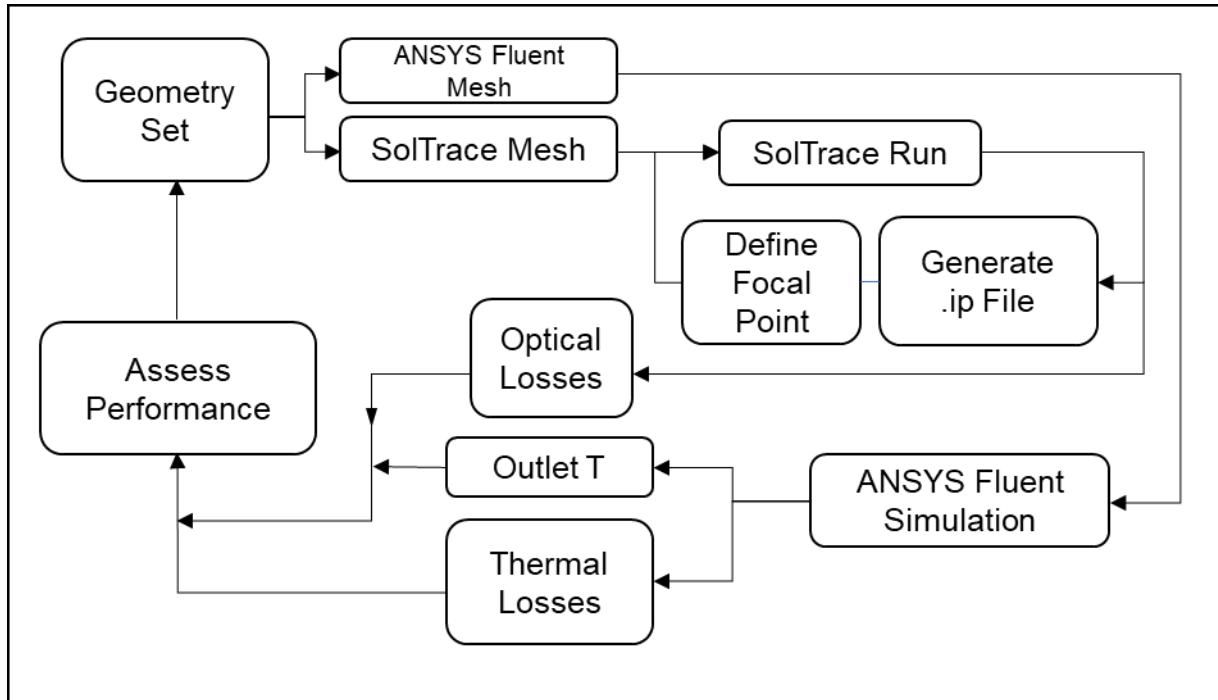 Geometry
Set
ANSYS Fluent
Mesh
SolTrace Mesh
SolTrace Run
Define
Focal
Point
Generate
.ip File
Optical
Losses
Assess
Performance
Outlet T
ANSYS Fluent
Simulation
Thermal
Losses